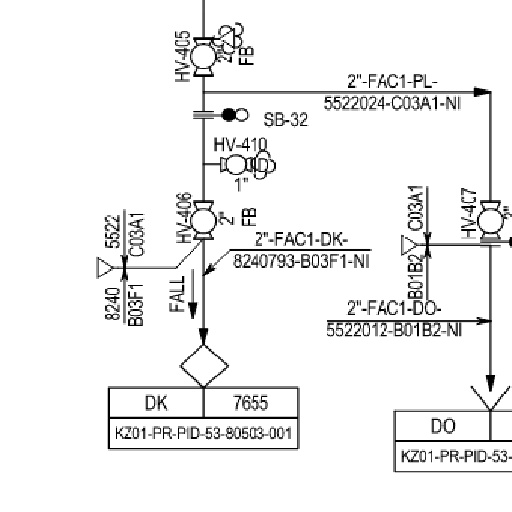 HV-405
2"
FB
2"-FAC1-PL-
5522024-C03A1-NI
SB-32
HV-410
1"
HV-406
2"
FB
HV-407
2"
5522
C03A1
8240
B03F1
C03A1
B01B2
2"-FAC1-DK-
8240793-B03F1-NI
FALL
2"-FAC1-DO-
5522012-B01B2-NI
DK
7655
KZ01-PR-PID-53-80503-001
DO
KZ01-PR-PID-53-